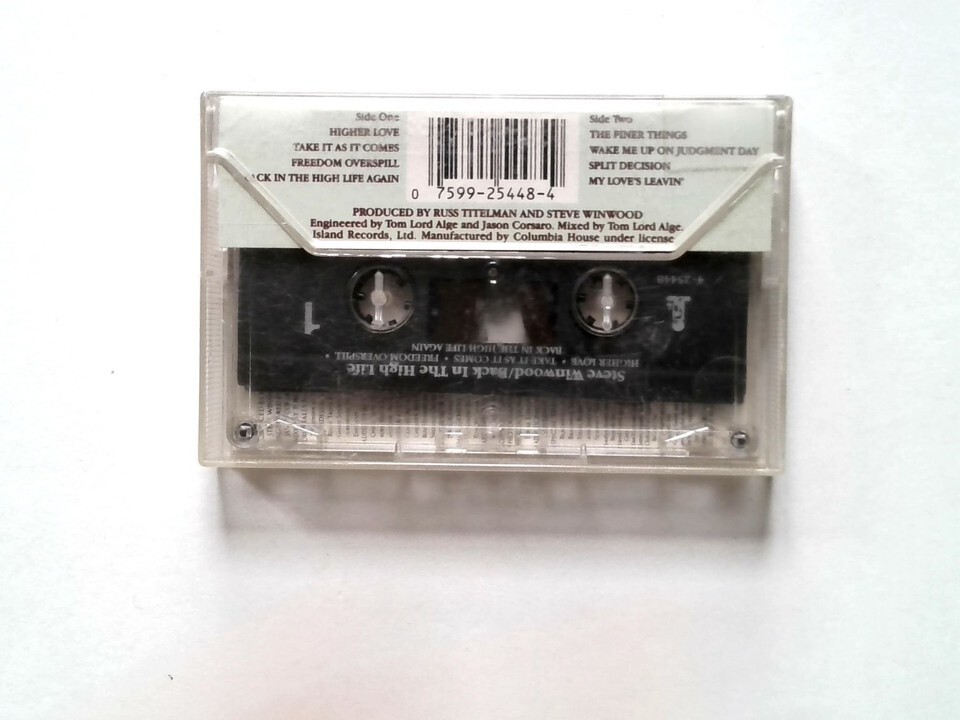 Side One
HIGHER LOVE
TAKE IT AS IT COMES
FREEDOM OVERSPILL
ACK IN THE HIGH LIFE AGAIN
0 7599-25448-4
Side Two
THE FINER THINGS
WAKE ME UP ON JUDGMENT DAY
SPLIT DECISION
MY LOVE'S LEAVIN'
PRODUCED BY RUSS TITELMAN AND STEVE WINWOOD
Engineered by Tom Lord Alge and Jason Corsaro. Mixed by Tom Lord Alge.
Island Records, Ltd. Manufactured by Columbia House under license
Steve Winwood/Back In The High Life
HIGHER LOVE • TAKE IT AS IT COMES • FREEDOM OVERSPILL •
BACK IN THE HIGH LIFE AGAIN
1
4-25448